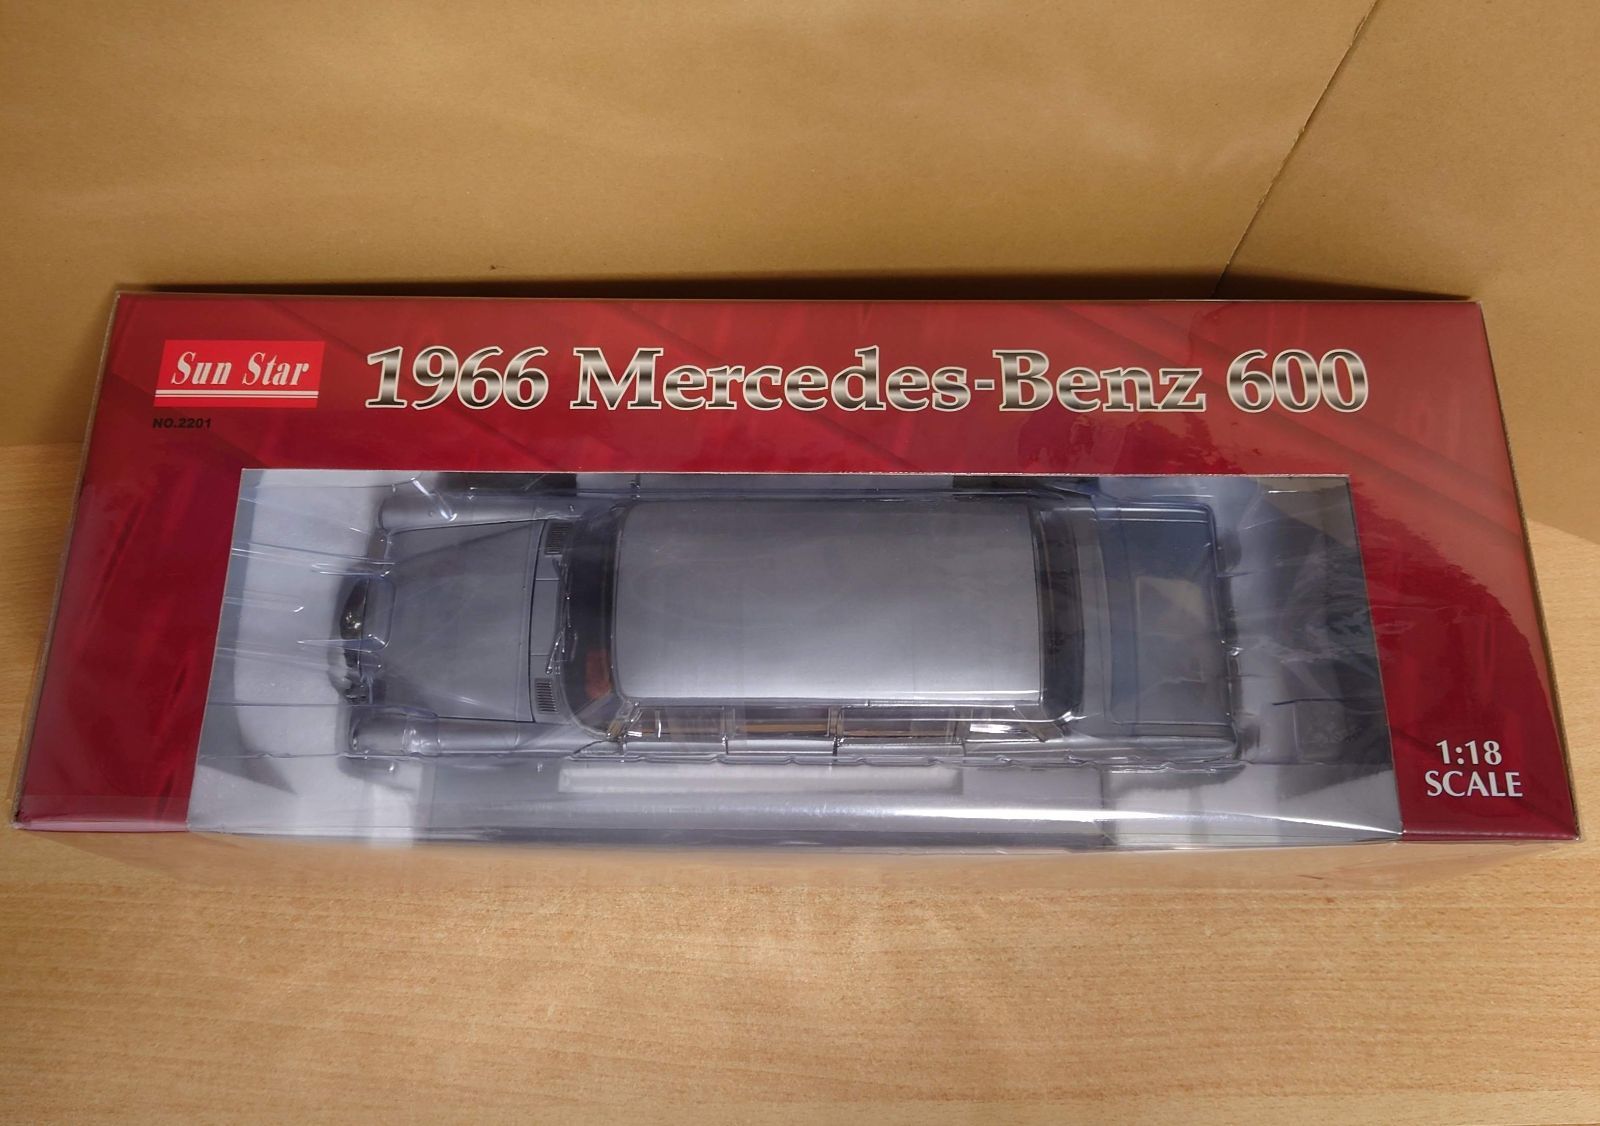 Sun Star
1966 Mercedes-Benz 600
NO.2201
1:18
SCALE